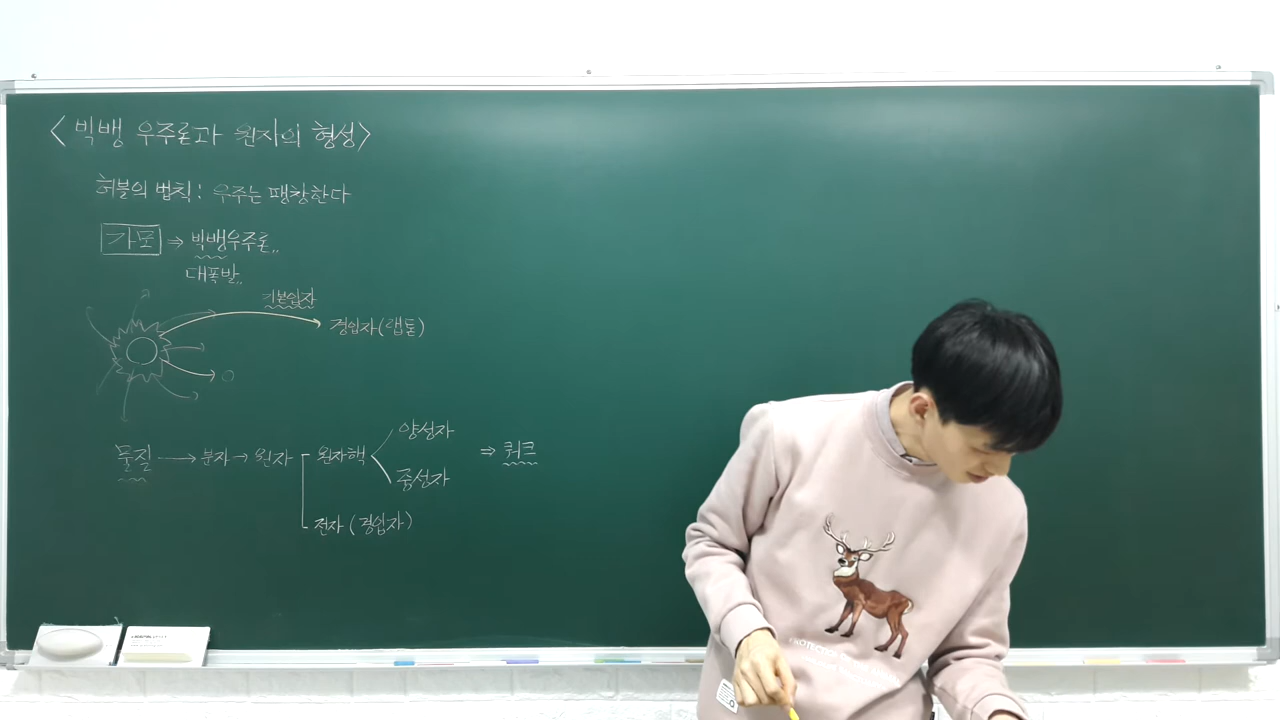 <빅뱅 우주론과 원자의 형성>
허블의 법칙: 우주는 팽창한다
가모 ⇒ 빅뱅우주론,,
대폭발,,
기본입자
경입자(랩톤)
물질 → 분자 → 원자
원자핵
양성자
중성자
⇒ 쿼크
전자 (경입자)